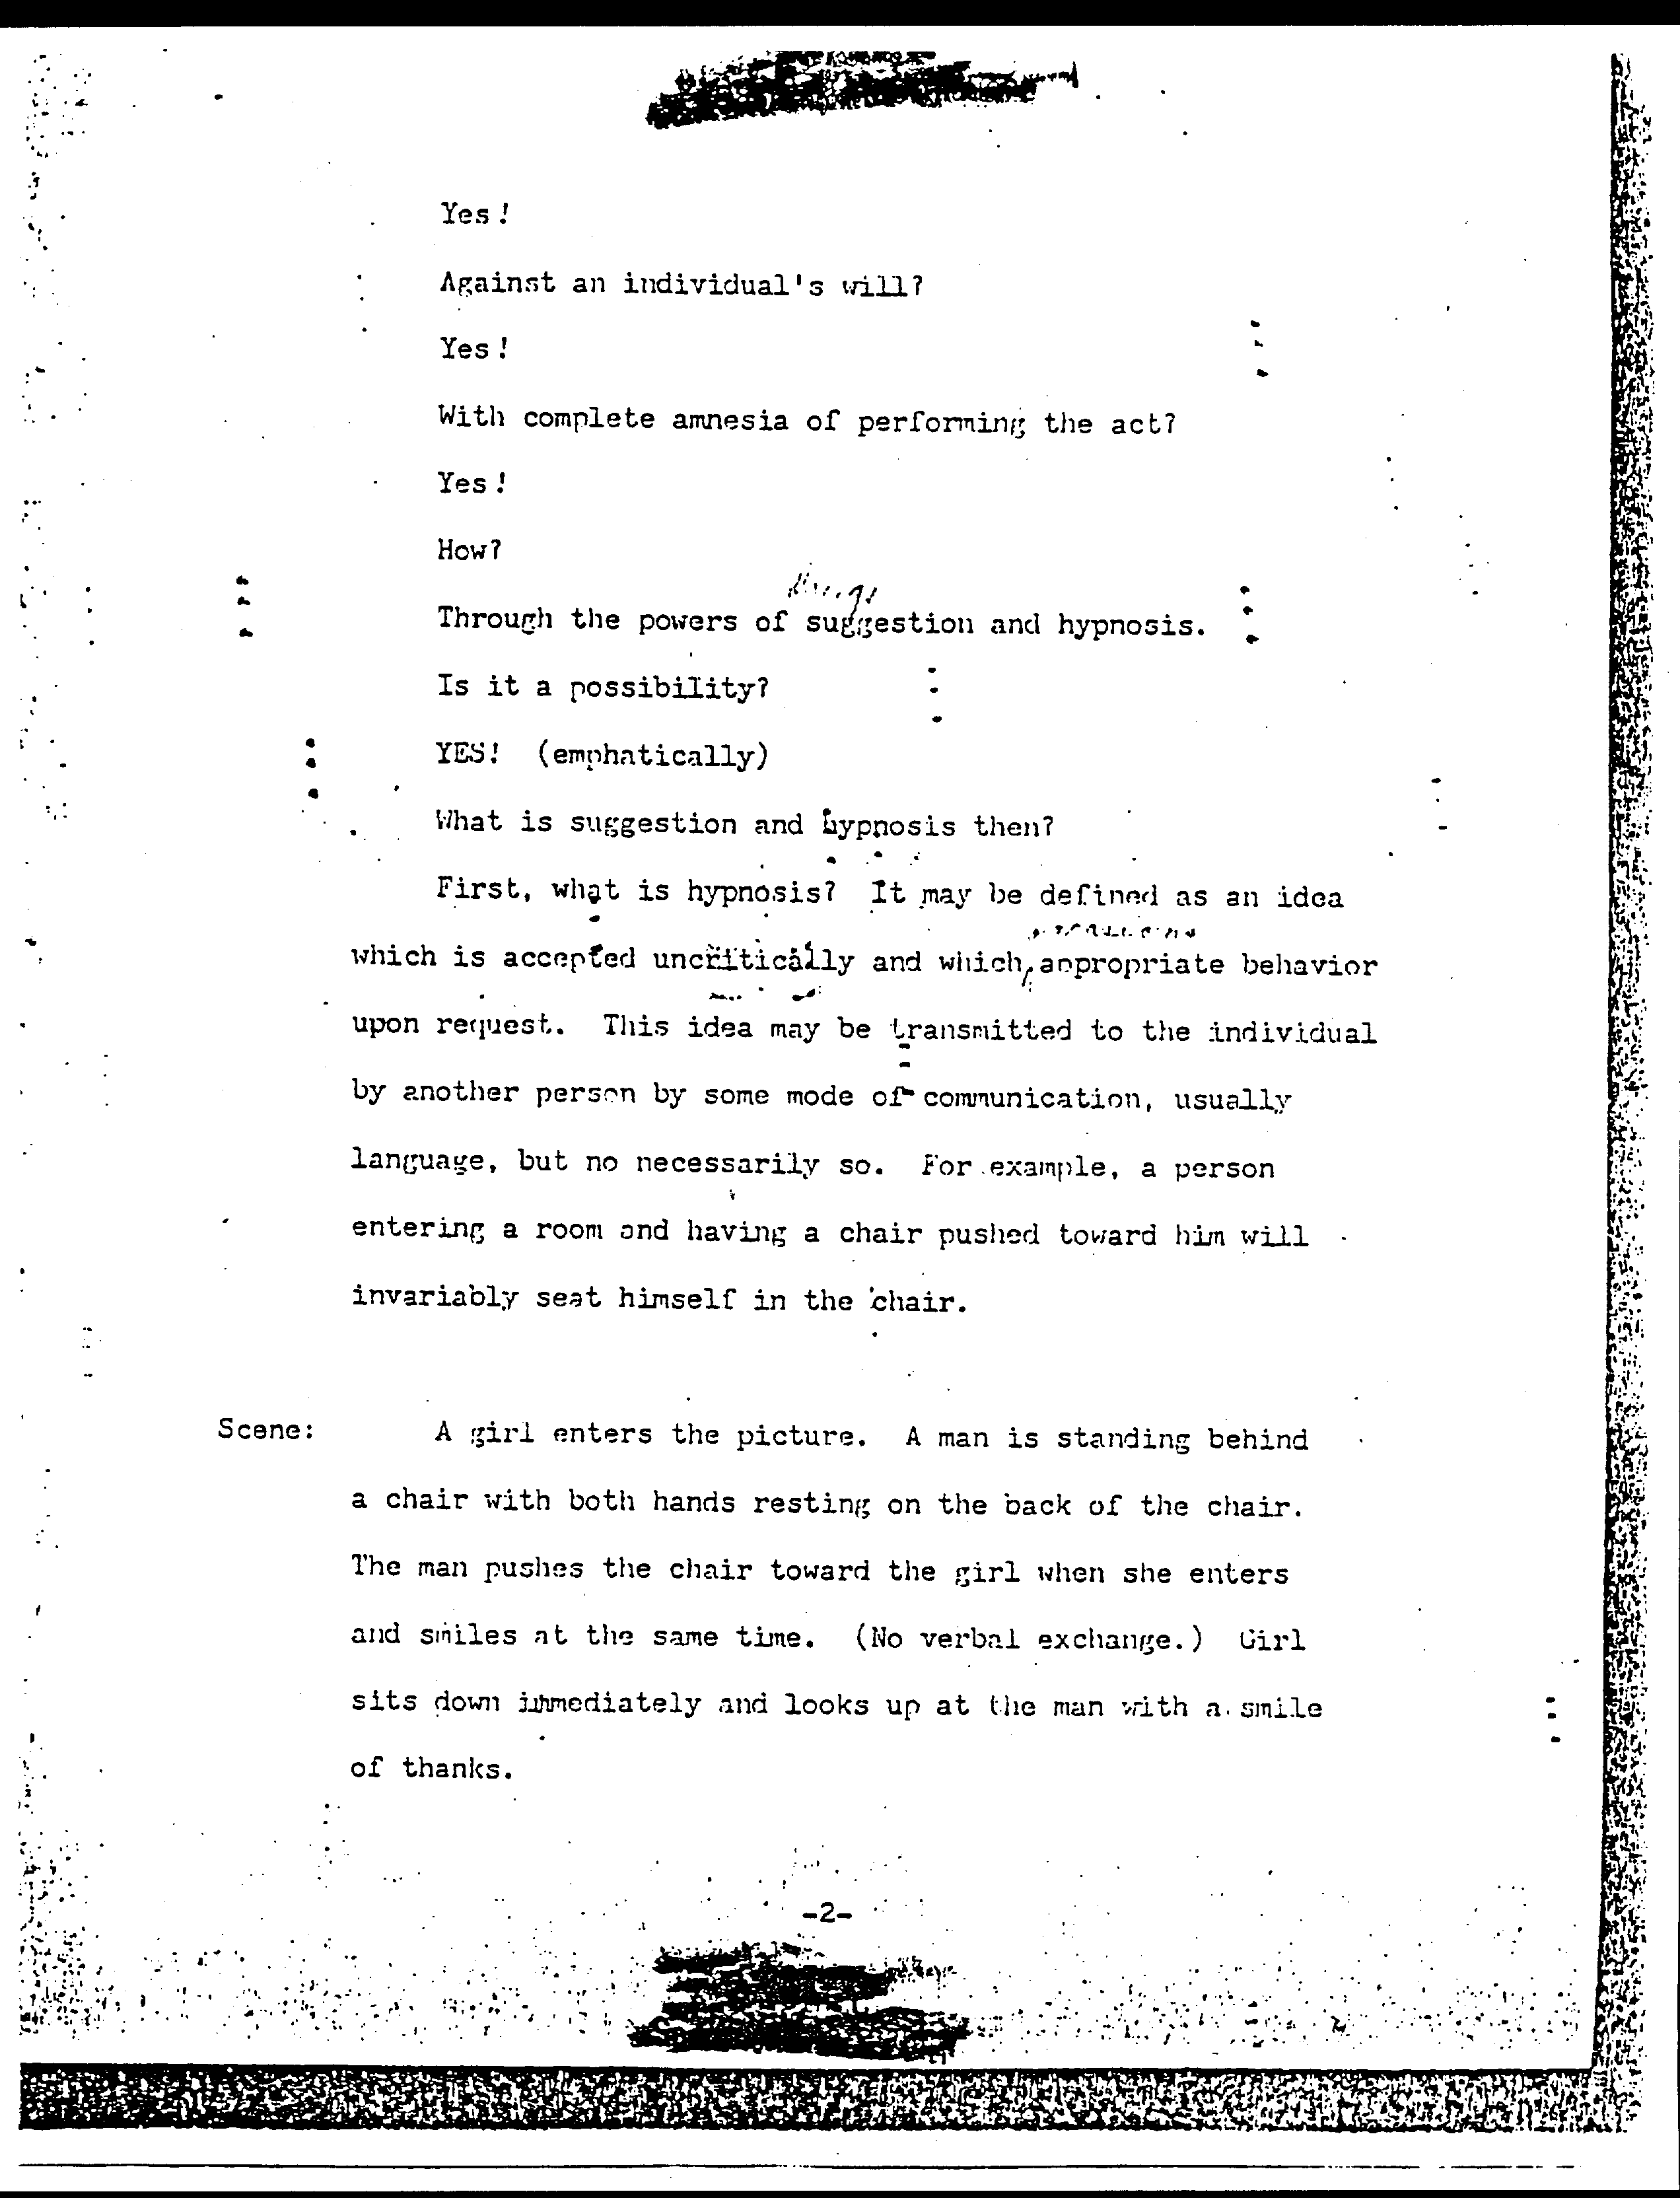 Yes!
Against an individual's will?
Yes!
With complete amnesia of performing the act?
Yes!
How?
Through the powers of suggestion and hypnosis.
Is it a possibility?
YES! (emphatically)
What is suggestion and hypnosis then?
First, what is hypnosis? It may be defined as an idea
which is accepted uncritically and which, appropriate behavior
upon request. This idea may be transmitted to the individual
by another person by some mode of communication, usually
language, but no necessarily so. For example, a person
entering a room and having a chair pushed toward him will
invariably seat himself in the chair.
Scene: A girl enters the picture. A man is standing behind
a chair with both hands resting on the back of the chair.
The man pushes the chair toward the girl when she enters
and smiles at the same time. (No verbal exchange.) Girl
sits down immediately and looks up at the man with a smile
of thanks.
-2-